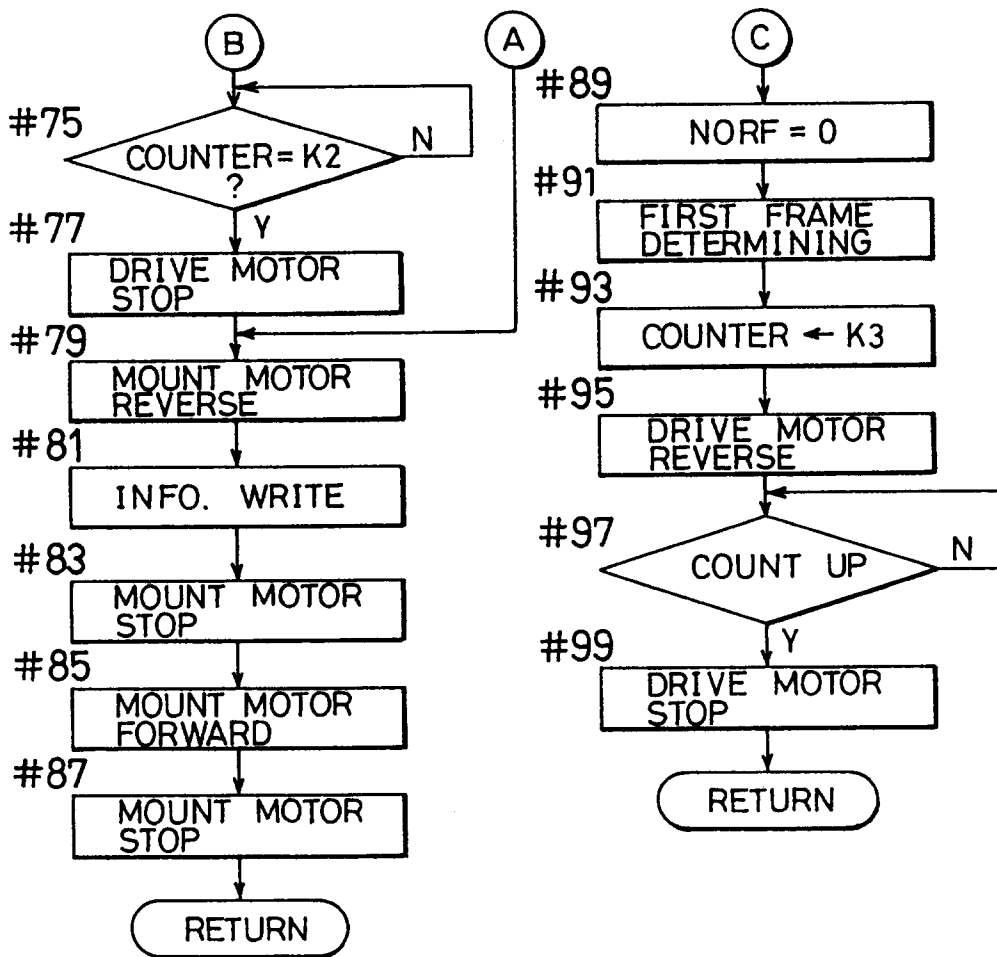 B
#75
COUNTER = K2
?
N
Y
#77
DRIVE MOTOR
STOP
A
#79
MOUNT MOTOR
REVERSE
#81
INFO. WRITE
#83
MOUNT MOTOR
STOP
#85
MOUNT MOTOR
FORWARD
#87
MOUNT MOTOR
STOP
RETURN
C
#89
NORF = 0
#91
FIRST FRAME
DETERMINING
#93
COUNTER ← K3
#95
DRIVE MOTOR
REVERSE
#97
COUNT UP
N
Y
#99
DRIVE MOTOR
STOP
RETURN